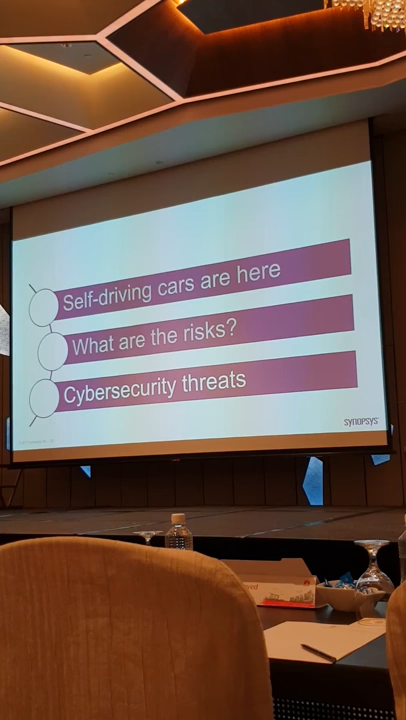 Self-driving cars are here
What are the risks?
Cybersecurity threats
SYNOPSYS